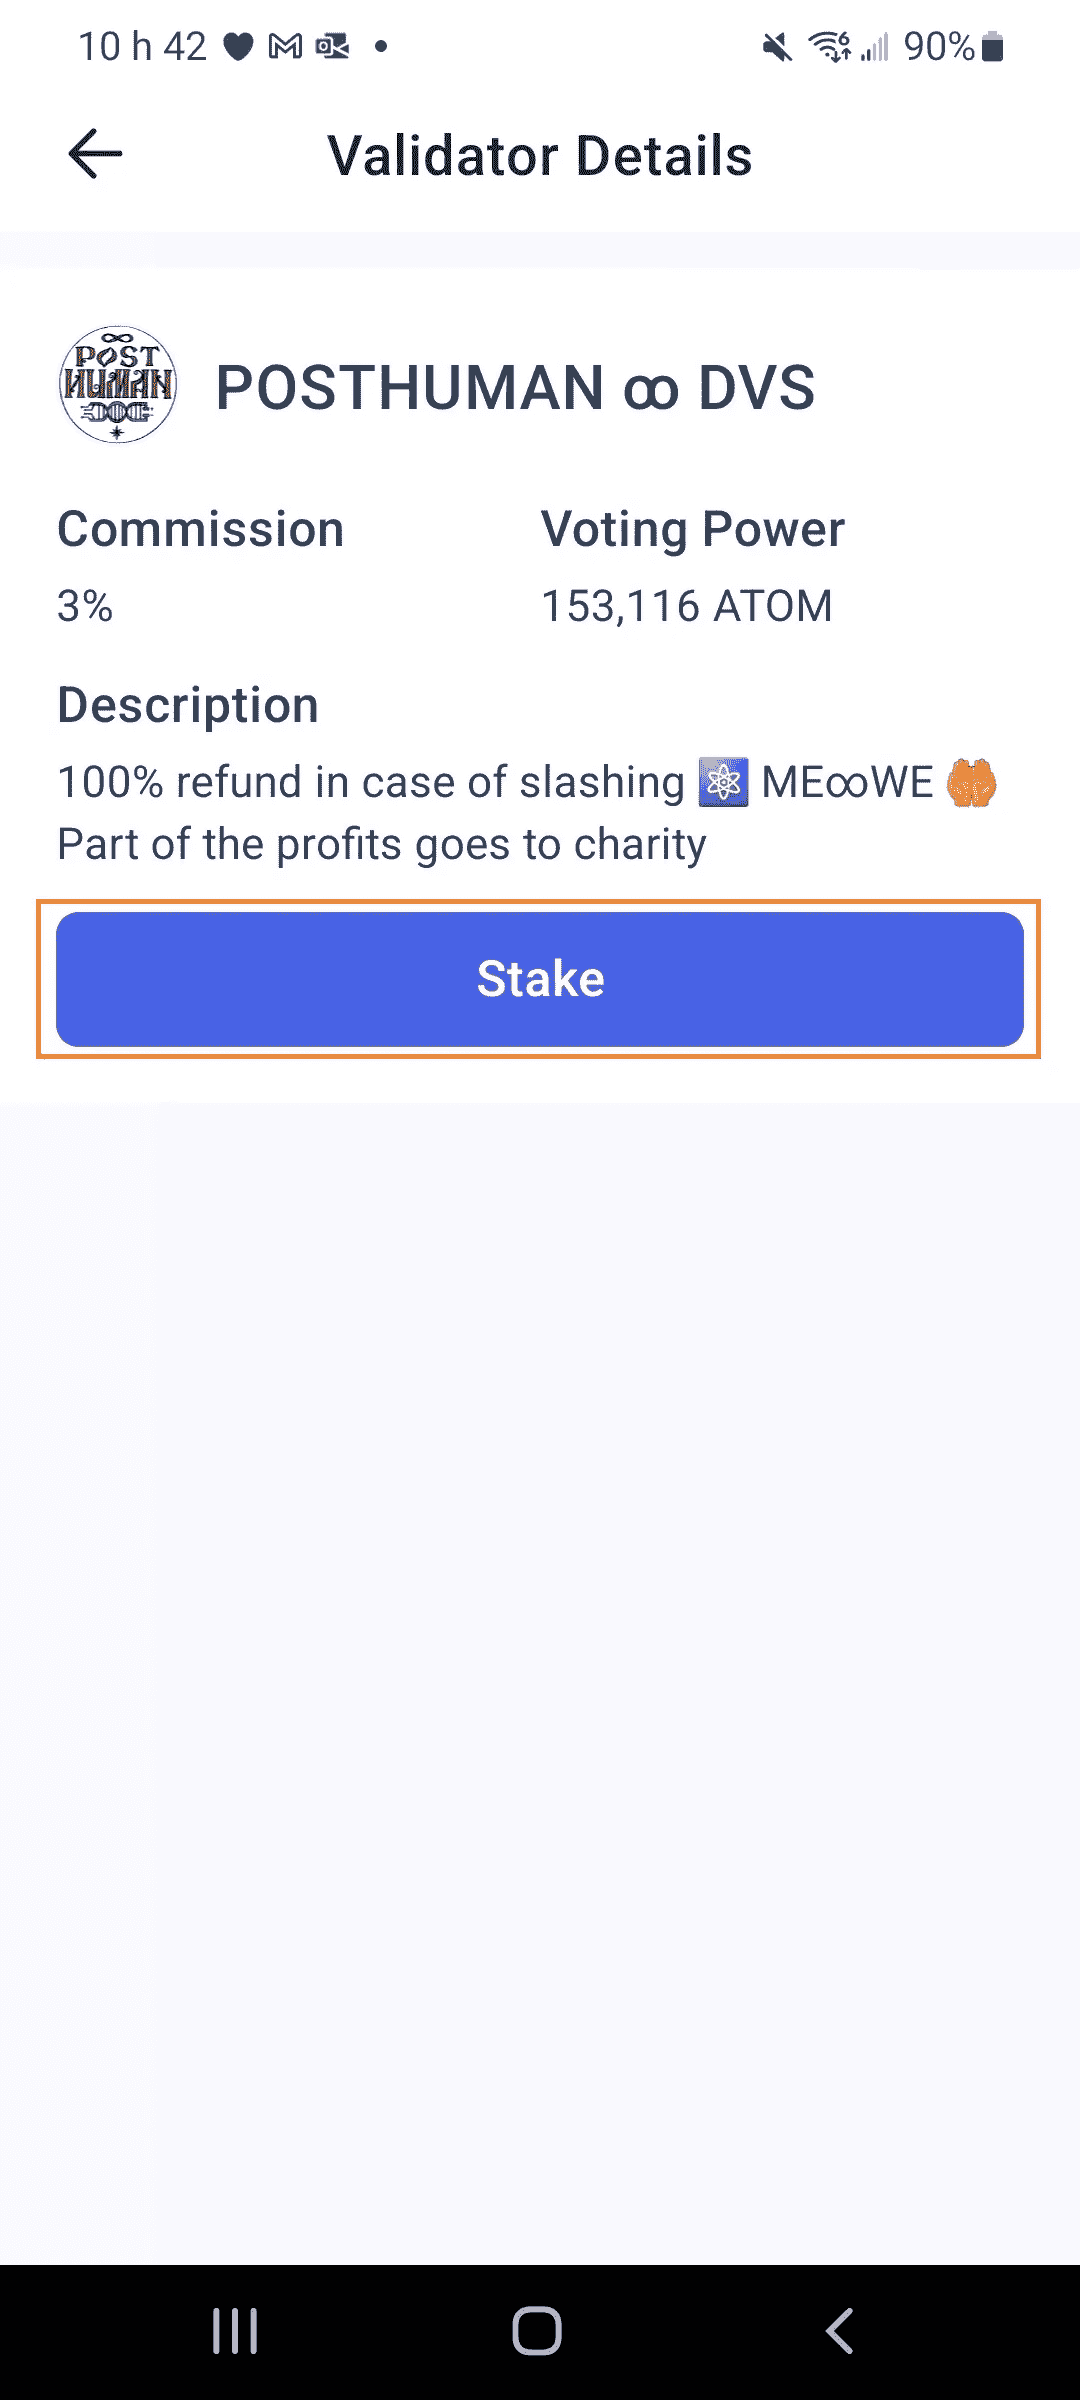 10 h 42 90%
Validator Details
POST
HUMAN
POSTHUMAN ꝏ DVS
Commission Voting Power
3% 153,116 ATOM
Description
100% refund in case of slashing ⚛️ ME∞WE 🤲
Part of the profits goes to charity
Stake